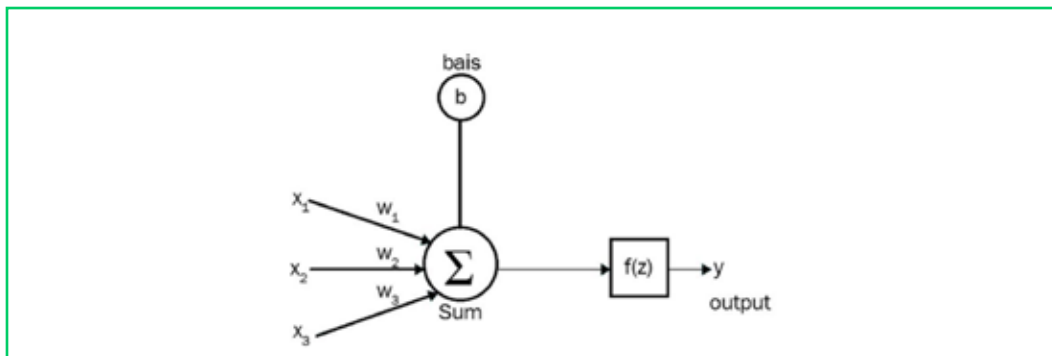 bais
b
X₁
W₁
X₂
W₂
Σ
f(z)
y
W₃
Sum
output
X₃